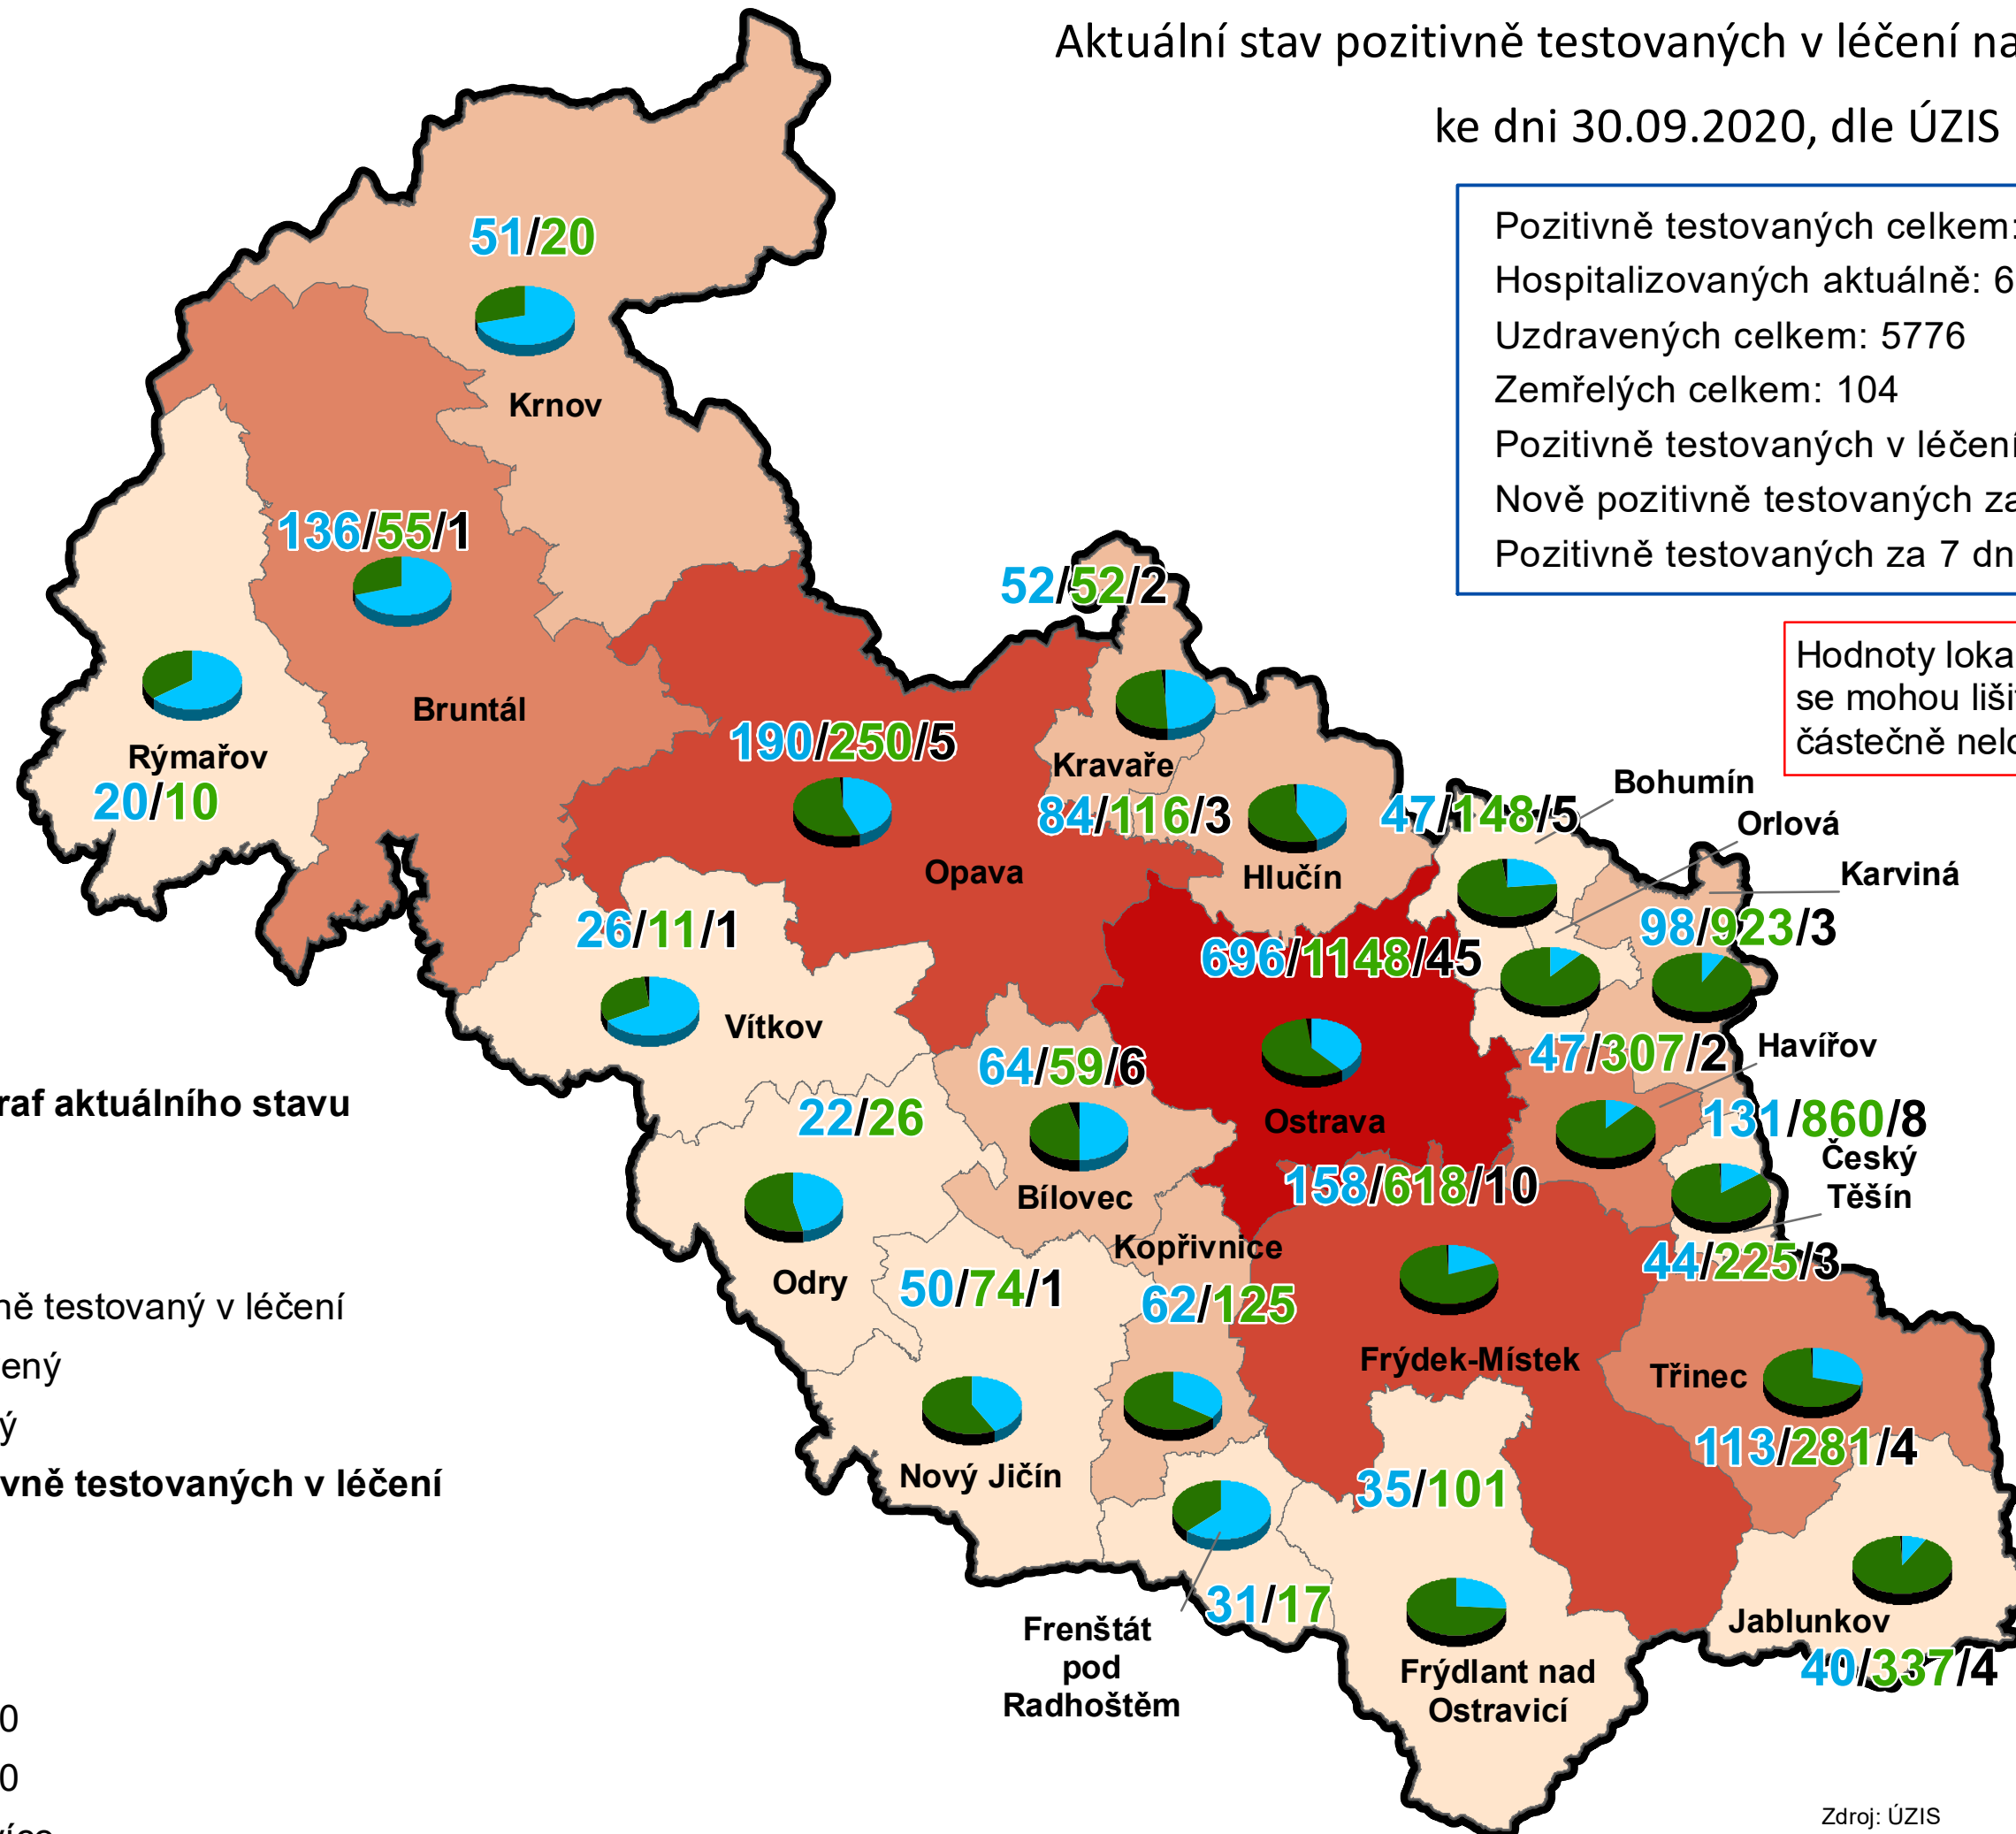 Aktuální stav pozitivně testovaných v léčení na
ke dni 30.09.2020, dle ÚZIS
Pozitivně testovaných celkem:
Hospitalizovaných aktuálně: 6
Uzdravených celkem: 5776
Zemřelých celkem: 104
Pozitivně testovaných v léčení
Nově pozitivně testovaných za
Pozitivně testovaných za 7 dn
Hodnoty loka
se mohou liši
částečně nelo
51/20
Krnov
136/55/1
Bruntál
Rýmařov
20/10
52/52/2
Kravaře
190/250/5
Opava
84/116/3
Hlučín
Bohumín
47/148/5
Orlová
Karviná
98/923/3
26/11/1
Vítkov
696/1148/45
Ostrava
47/307/2
Havířov
64/59/6
Bílovec
131/860/8
Český
Těšín
44/225/3
22/26
Odry
158/618/10
Frýdek-Místek
Kopřivnice
62/125
50/74/1
Nový Jičín
Třinec
113/281/4
35/101
Frýdlant nad
Ostravicí
31/17
Frenštát
pod
Radhoštěm
Jablunkov
40/337/4
raf aktuálního stavu
ně testovaný v léčení
ený
ý
vně testovaných v léčení
0
0
Zdroj: ÚZIS